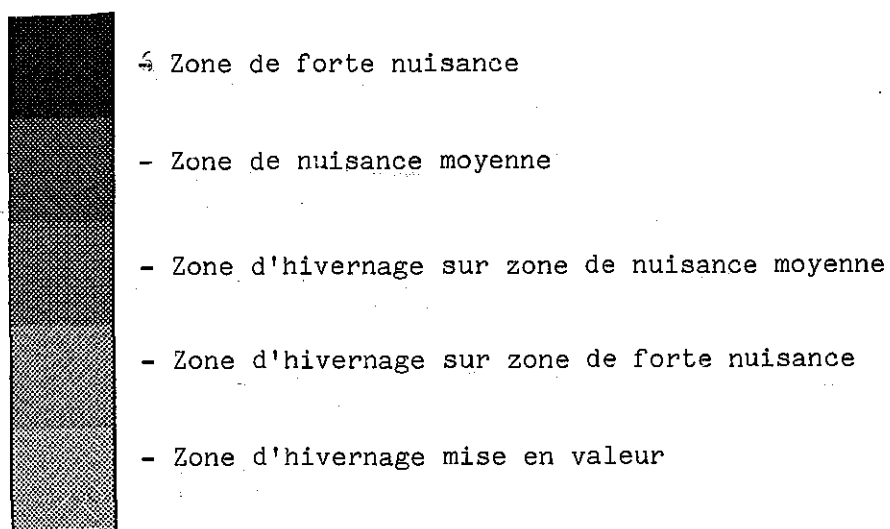 - Zone de forte nuisance
- Zone de nuisance moyenne
- Zone d'hivernage sur zone de nuisance moyenne
- Zone d'hivernage sur zone de forte nuisance
- Zone d'hivernage mise en valeur